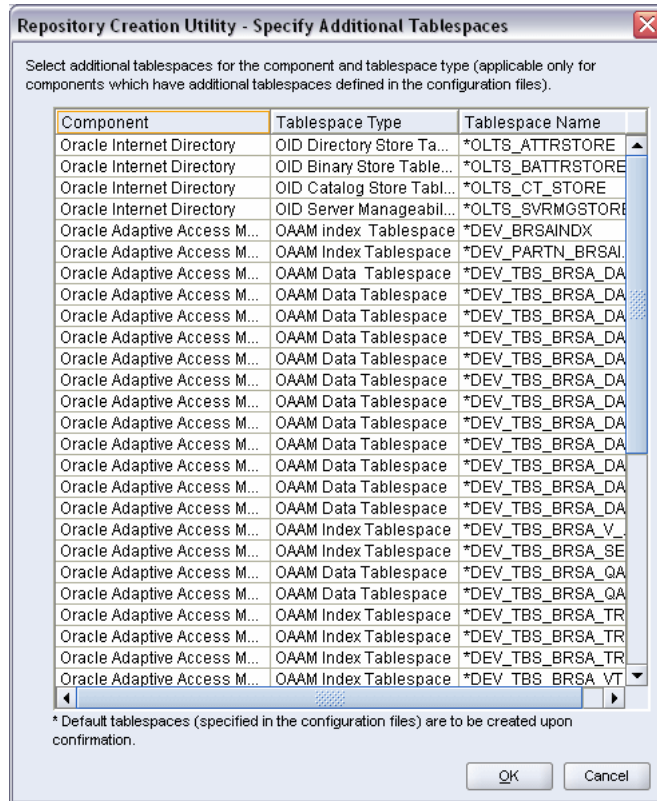 Repository Creation Utility - Specify Additional Tablespaces
Select additional tablespaces for the component and tablespace type (applicable only for
components which have additional tablespaces defined in the configuration files).
Component Tablespace Type Tablespace Name
Oracle Internet Directory OID Directory Store Ta... *OLTS_ATTRSTORE
Oracle Internet Directory OID Binary Store Table... *OLTS_BATTRSTORE
Oracle Internet Directory OID Catalog Store Tabl... *OLTS_CT_STORE
Oracle Internet Directory OID Server Manageabil... *OLTS_SVRMGSTORE
Oracle Adaptive Access M... OAAM index Tablespace *DEV_BRSAINDX
Oracle Adaptive Access M... OAAM Index Tablespace *DEV_PARTN_BRSAI...
Oracle Adaptive Access M... OAAM Data Tablespace *DEV_TBS_BRSA_DA
Oracle Adaptive Access M... OAAM Data Tablespace *DEV_TBS_BRSA_DA
Oracle Adaptive Access M... OAAM Data Tablespace *DEV_TBS_BRSA_DA
Oracle Adaptive Access M... OAAM Data Tablespace *DEV_TBS_BRSA_DA
Oracle Adaptive Access M... OAAM Data Tablespace *DEV_TBS_BRSA_DA
Oracle Adaptive Access M... OAAM Data Tablespace *DEV_TBS_BRSA_DA
Oracle Adaptive Access M... OAAM Data Tablespace *DEV_TBS_BRSA_DA
Oracle Adaptive Access M... OAAM Data Tablespace *DEV_TBS_BRSA_DA
Oracle Adaptive Access M... OAAM Data Tablespace *DEV_TBS_BRSA_DA
Oracle Adaptive Access M... OAAM Data Tablespace *DEV_TBS_BRSA_DA
Oracle Adaptive Access M... OAAM Data Tablespace *DEV_TBS_BRSA_DA
Oracle Adaptive Access M... OAAM Data Tablespace *DEV_TBS_BRSA_DA
Oracle Adaptive Access M... OAAM Index Tablespace *DEV_TBS_BRSA_V_...
Oracle Adaptive Access M... OAAM Index Tablespace *DEV_TBS_BRSA_SE
Oracle Adaptive Access M... OAAM Data Tablespace *DEV_TBS_BRSA_QA
Oracle Adaptive Access M... OAAM Data Tablespace *DEV_TBS_BRSA_QA
Oracle Adaptive Access M... OAAM Index Tablespace *DEV_TBS_BRSA_TR
Oracle Adaptive Access M... OAAM Index Tablespace *DEV_TBS_BRSA_TR
Oracle Adaptive Access M... OAAM Index Tablespace *DEV_TBS_BRSA_TR
Oracle Adaptive Access M... OAAM Index Tablespace *DEV_TBS_BRSA_VT
* Default tablespaces (specified in the configuration files) are to be created upon
confirmation.
OK Cancel